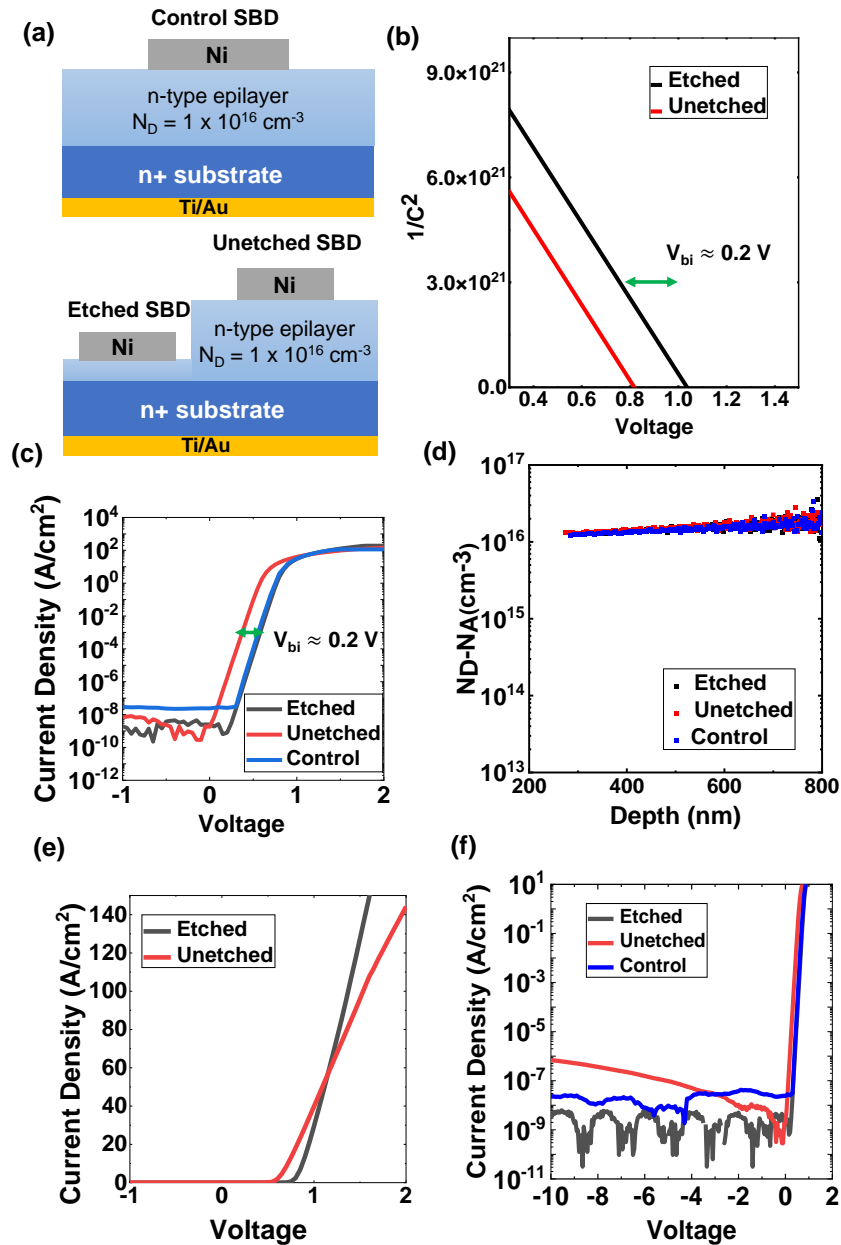 (a)
Control SBD
Ni
n-type epilayer
N_D = 1 x 10^16 cm^-3
n+ substrate
Ti/Au
Unetched SBD
Etched SBD
Ni
Ni
n-type epilayer
N_D = 1 x 10^16 cm^-3
n+ substrate
Ti/Au
(b)
9.0×10^21
6.0×10^21
3.0×10^21
0.0
1/C^2
Etched
Unetched
V_bi ≈ 0.2 V
0.4 0.6 0.8 1.0 1.2 1.4
Voltage
(c)
10^4
10^2
10^0
10^-2
10^-4
10^-6
10^-8
10^-10
10^-12
Current Density (A/cm^2)
V_bi ≈ 0.2 V
Etched
Unetched
Control
-1 0 1 2
Voltage
(d)
10^17
10^16
10^15
10^14
10^13
N_D-N_A(cm-3)
Etched
Unetched
Control
200 400 600 800
Depth (nm)
(e)
140
120
100
80
60
40
20
0
Current Density (A/cm^2)
Etched
Unetched
-1 0 1 2
Voltage
(f)
10^1
10^-1
10^-3
10^-5
10^-7
10^-9
10^-11
Current Density (A/cm^2)
Etched
Unetched
Control
-10 -8 -6 -4 -2 0 2
Voltage